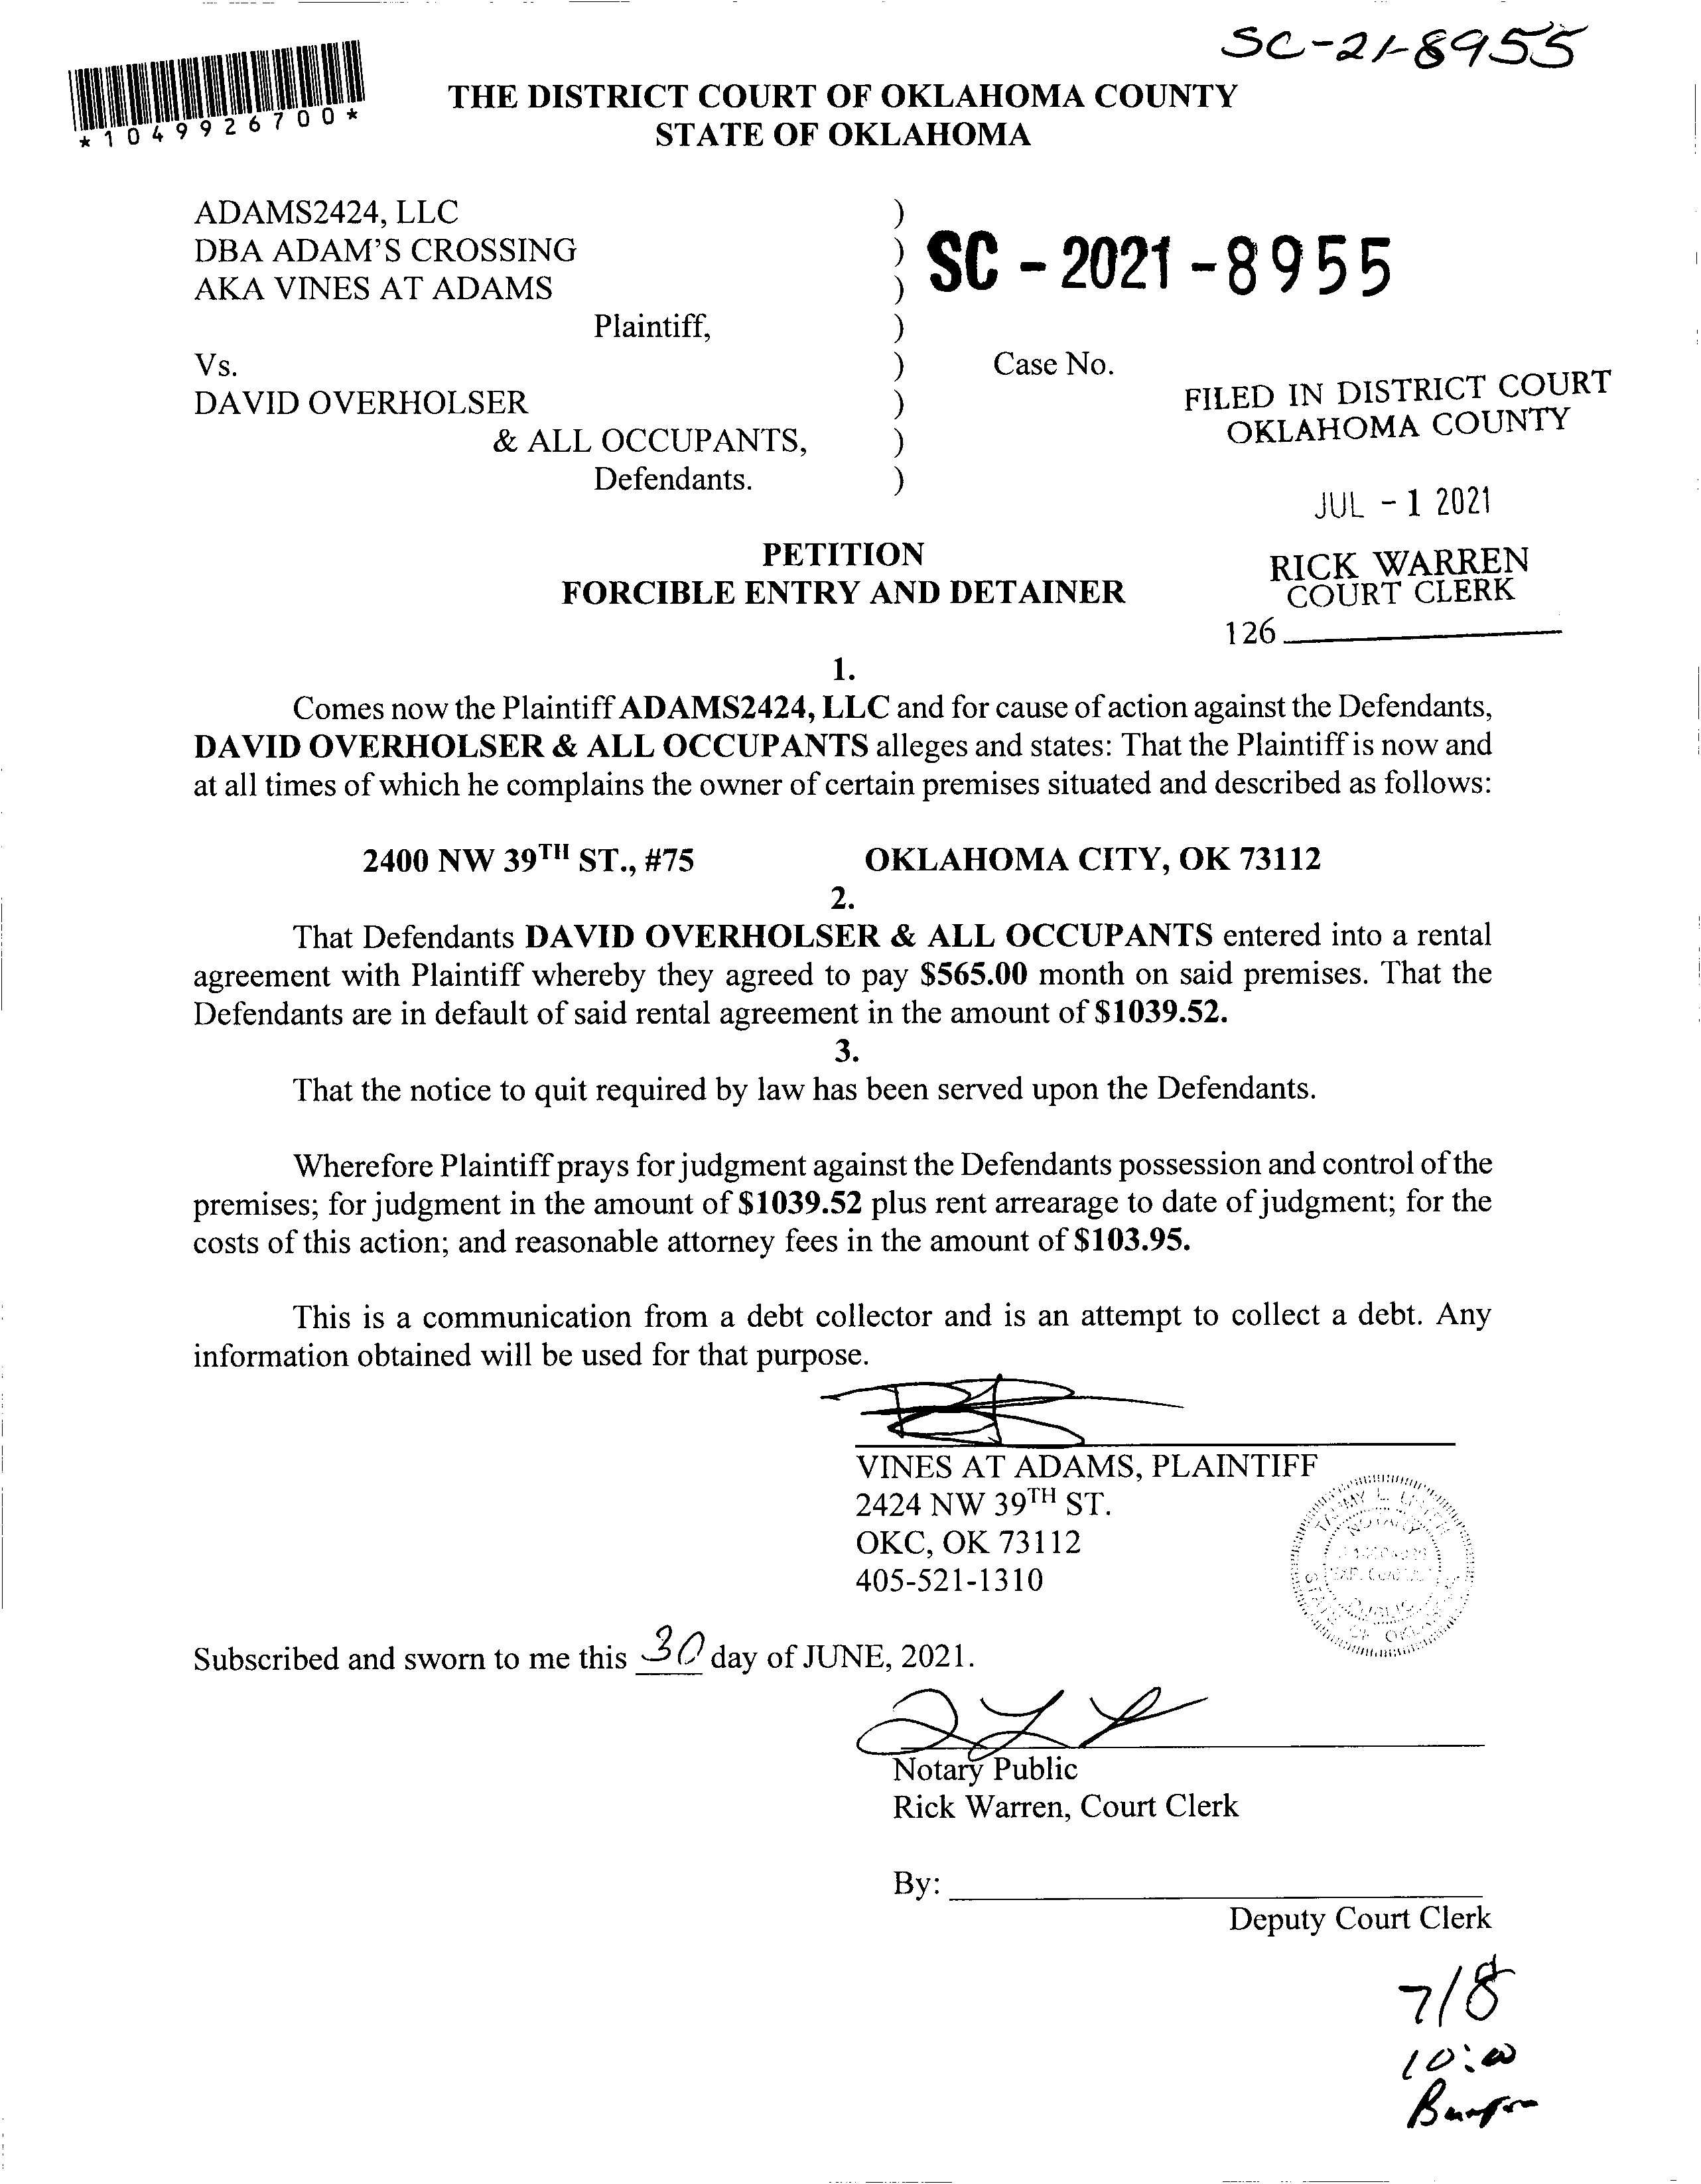 SC-21-8955
*1049926700*
THE DISTRICT COURT OF OKLAHOMA COUNTY
STATE OF OKLAHOMA
ADAMS2424, LLC )
DBA ADAM'S CROSSING )
AKA VINES AT ADAMS )
SC - 2021 - 8955
Plaintiff, )
Vs. ) Case No.
DAVID OVERHOLSER )
& ALL OCCUPANTS, )
Defendants. )
FILED IN DISTRICT COURT
OKLAHOMA COUNTY
JUL - 1 2021
RICK WARREN
COURT CLERK
126
PETITION
FORCIBLE ENTRY AND DETAINER
1.
Comes now the Plaintiff ADAMS2424, LLC and for cause of action against the Defendants,
DAVID OVERHOLSER & ALL OCCUPANTS alleges and states: That the Plaintiff is now and
at all times of which he complains the owner of certain premises situated and described as follows:
2400 NW 39TH ST., #75 OKLAHOMA CITY, OK 73112
2.
That Defendants DAVID OVERHOLSER & ALL OCCUPANTS entered into a rental
agreement with Plaintiff whereby they agreed to pay $565.00 month on said premises. That the
Defendants are in default of said rental agreement in the amount of $1039.52.
3.
That the notice to quit required by law has been served upon the Defendants.
Wherefore Plaintiff prays for judgment against the Defendants possession and control of the
premises; for judgment in the amount of $1039.52 plus rent arrearage to date of judgment; for the
costs of this action; and reasonable attorney fees in the amount of $103.95.
This is a communication from a debt collector and is an attempt to collect a debt. Any
information obtained will be used for that purpose.
VINES AT ADAMS, PLAINTIFF
2424 NW 39TH ST.
OKC, OK 73112
405-521-1310
TAMMY L.
NOTARY
PUBLIC
STATE OF
Subscribed and sworn to me this 30 day of JUNE, 2021.
Notary Public
Rick Warren, Court Clerk
By:
Deputy Court Clerk
7/8
10:00